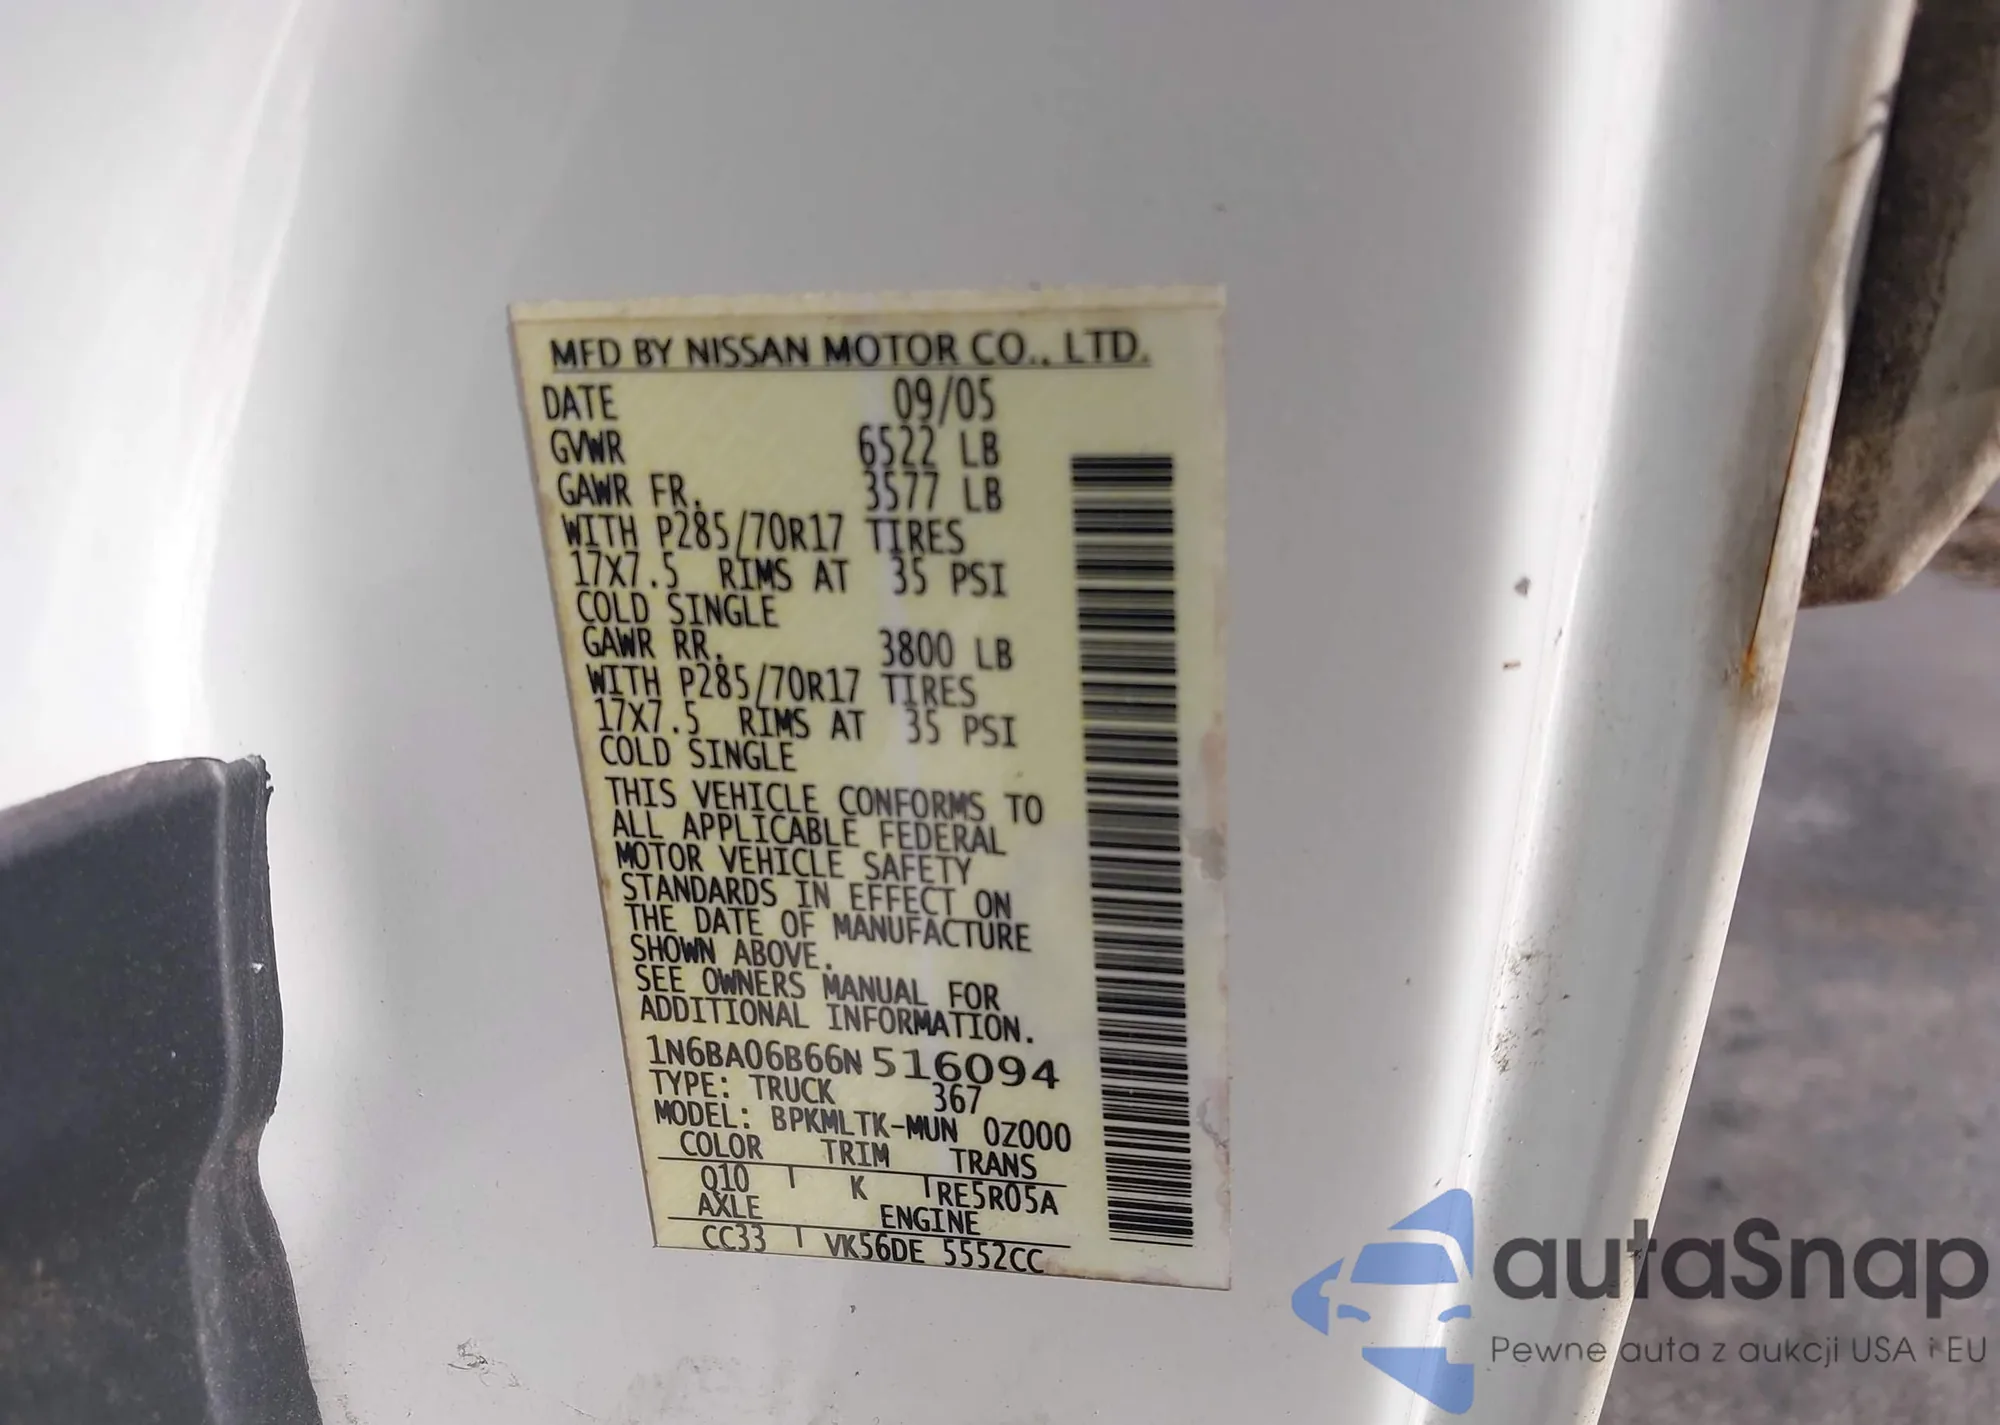 MFD BY NISSAN MOTOR CO., LTD.
DATE 09/05
GVWR 6522 LB
GAWR FR. 3577 LB
WITH P285/70R17 TIRES
17X7.5 RIMS AT 35 PSI
COLD SINGLE
GAWR RR. 3800 LB
WITH P285/70R17 TIRES
17X7.5 RIMS AT 35 PSI
COLD SINGLE
THIS VEHICLE CONFORMS TO
ALL APPLICABLE FEDERAL
MOTOR VEHICLE SAFETY
STANDARDS IN EFFECT ON
THE DATE OF MANUFACTURE
SHOWN ABOVE.
SEE OWNERS MANUAL FOR
ADDITIONAL INFORMATION.
1N6BA06B66N516094
TYPE: TRUCK 367
MODEL: BPKMLTK-MUN 0Z000
COLOR TRIM TRANS
Q10 K RE5R05A
AXLE ENGINE
CC33 VK56DE 5552CC
autaSnap
Pewne auta z aukcji USA i EU